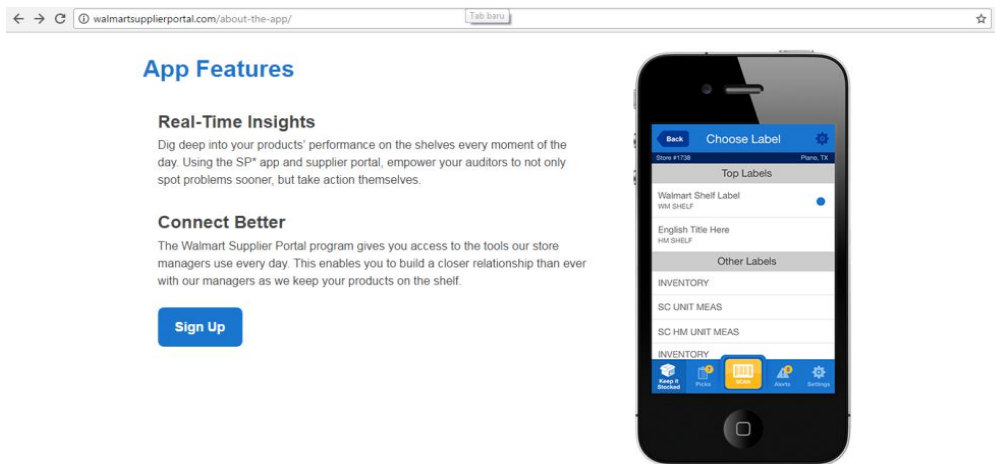 walmartsupplierportal.com/about-the-app/
Tab baru
App Features
Real-Time Insights
Dig deep into your products' performance on the shelves every moment of the
day. Using the SP* app and supplier portal, empower your auditors to not only
spot problems sooner, but take action themselves.
Connect Better
The Walmart Supplier Portal program gives you access to the tools our store
managers use every day. This enables you to build a closer relationship than ever
with our managers as we keep your products on the shelf.
Sign Up
Back
Choose Label
Store #1738
Plano, TX
Top Labels
Walmart Shelf Label
WM SHELF
English Title Here
HM SHELF
Other Labels
INVENTORY
SC UNIT MEAS
SC HM UNIT MEAS
INVENTORY
Keep it
Stocked
Picks
SCAN
Alerts
Settings